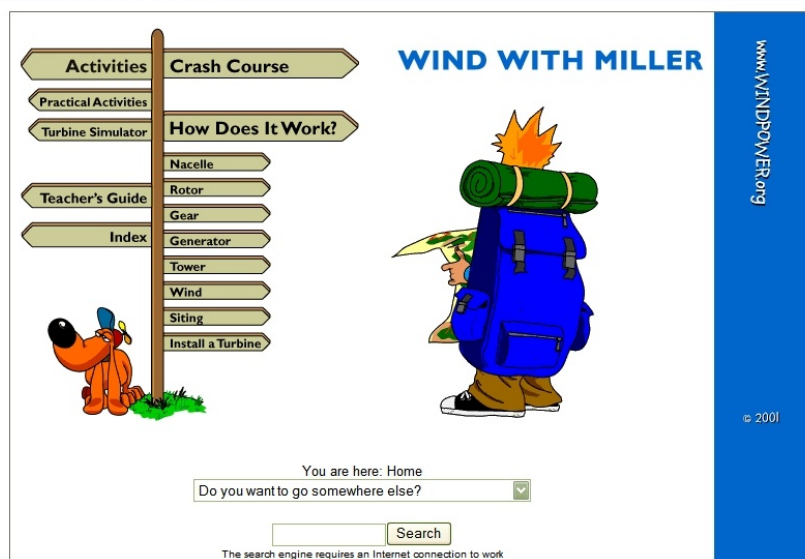 WIND WITH MILLER
Activities
Crash Course
Practical Activities
Turbine Simulator
How Does It Work?
Nacelle
Rotor
Teacher's Guide
Gear
Index
Generator
Tower
Wind
Siting
Install a Turbine
www.WINDPOWER.org
© 2001
You are here: Home
Do you want to go somewhere else?
Search
The search engine requires an Internet connection to work